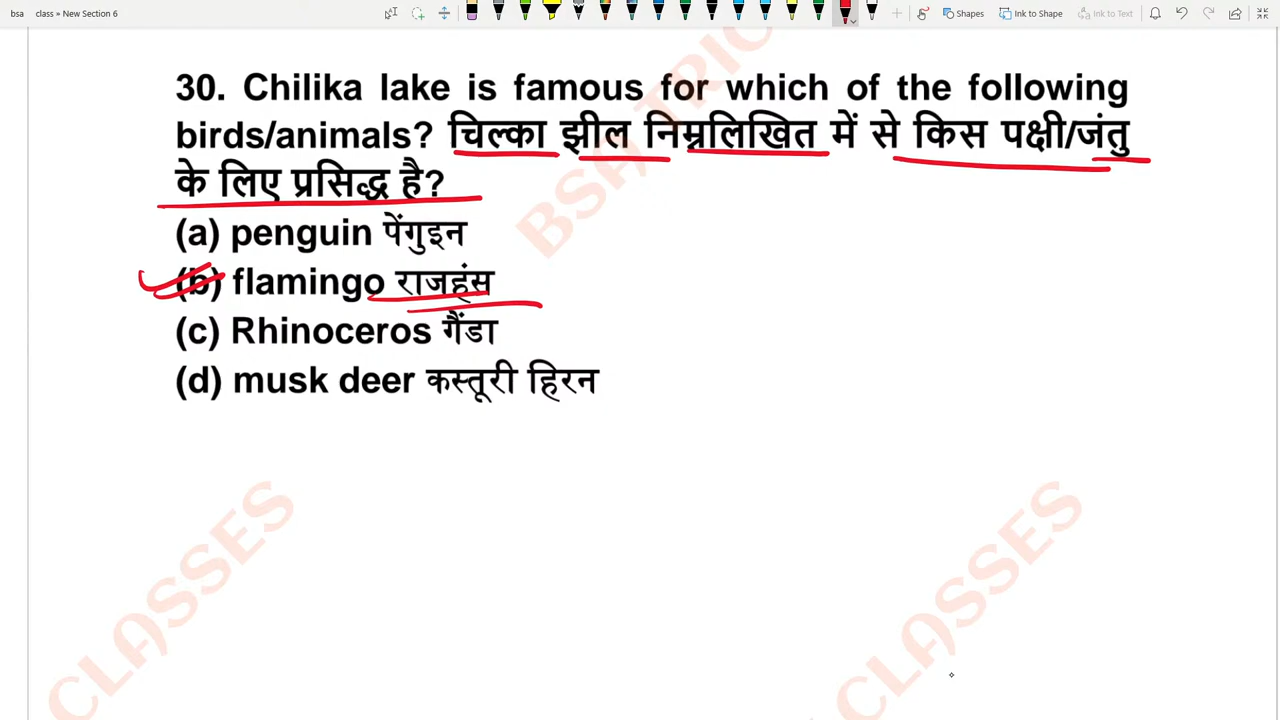 bsa class » New Section 6
Shapes Ink to Shape Ink to Text
30. Chilika lake is famous for which of the following
birds/animals? चिल्का झील निम्नलिखित में से किस पक्षी/जंतु
के लिए प्रसिद्ध है?
(a) penguin पेंगुइन
(b) flamingo राजहंस
(c) Rhinoceros गैंडा
(d) musk deer कस्तूरी हिरन
BSA TRIC
CLASSES
CLASSES